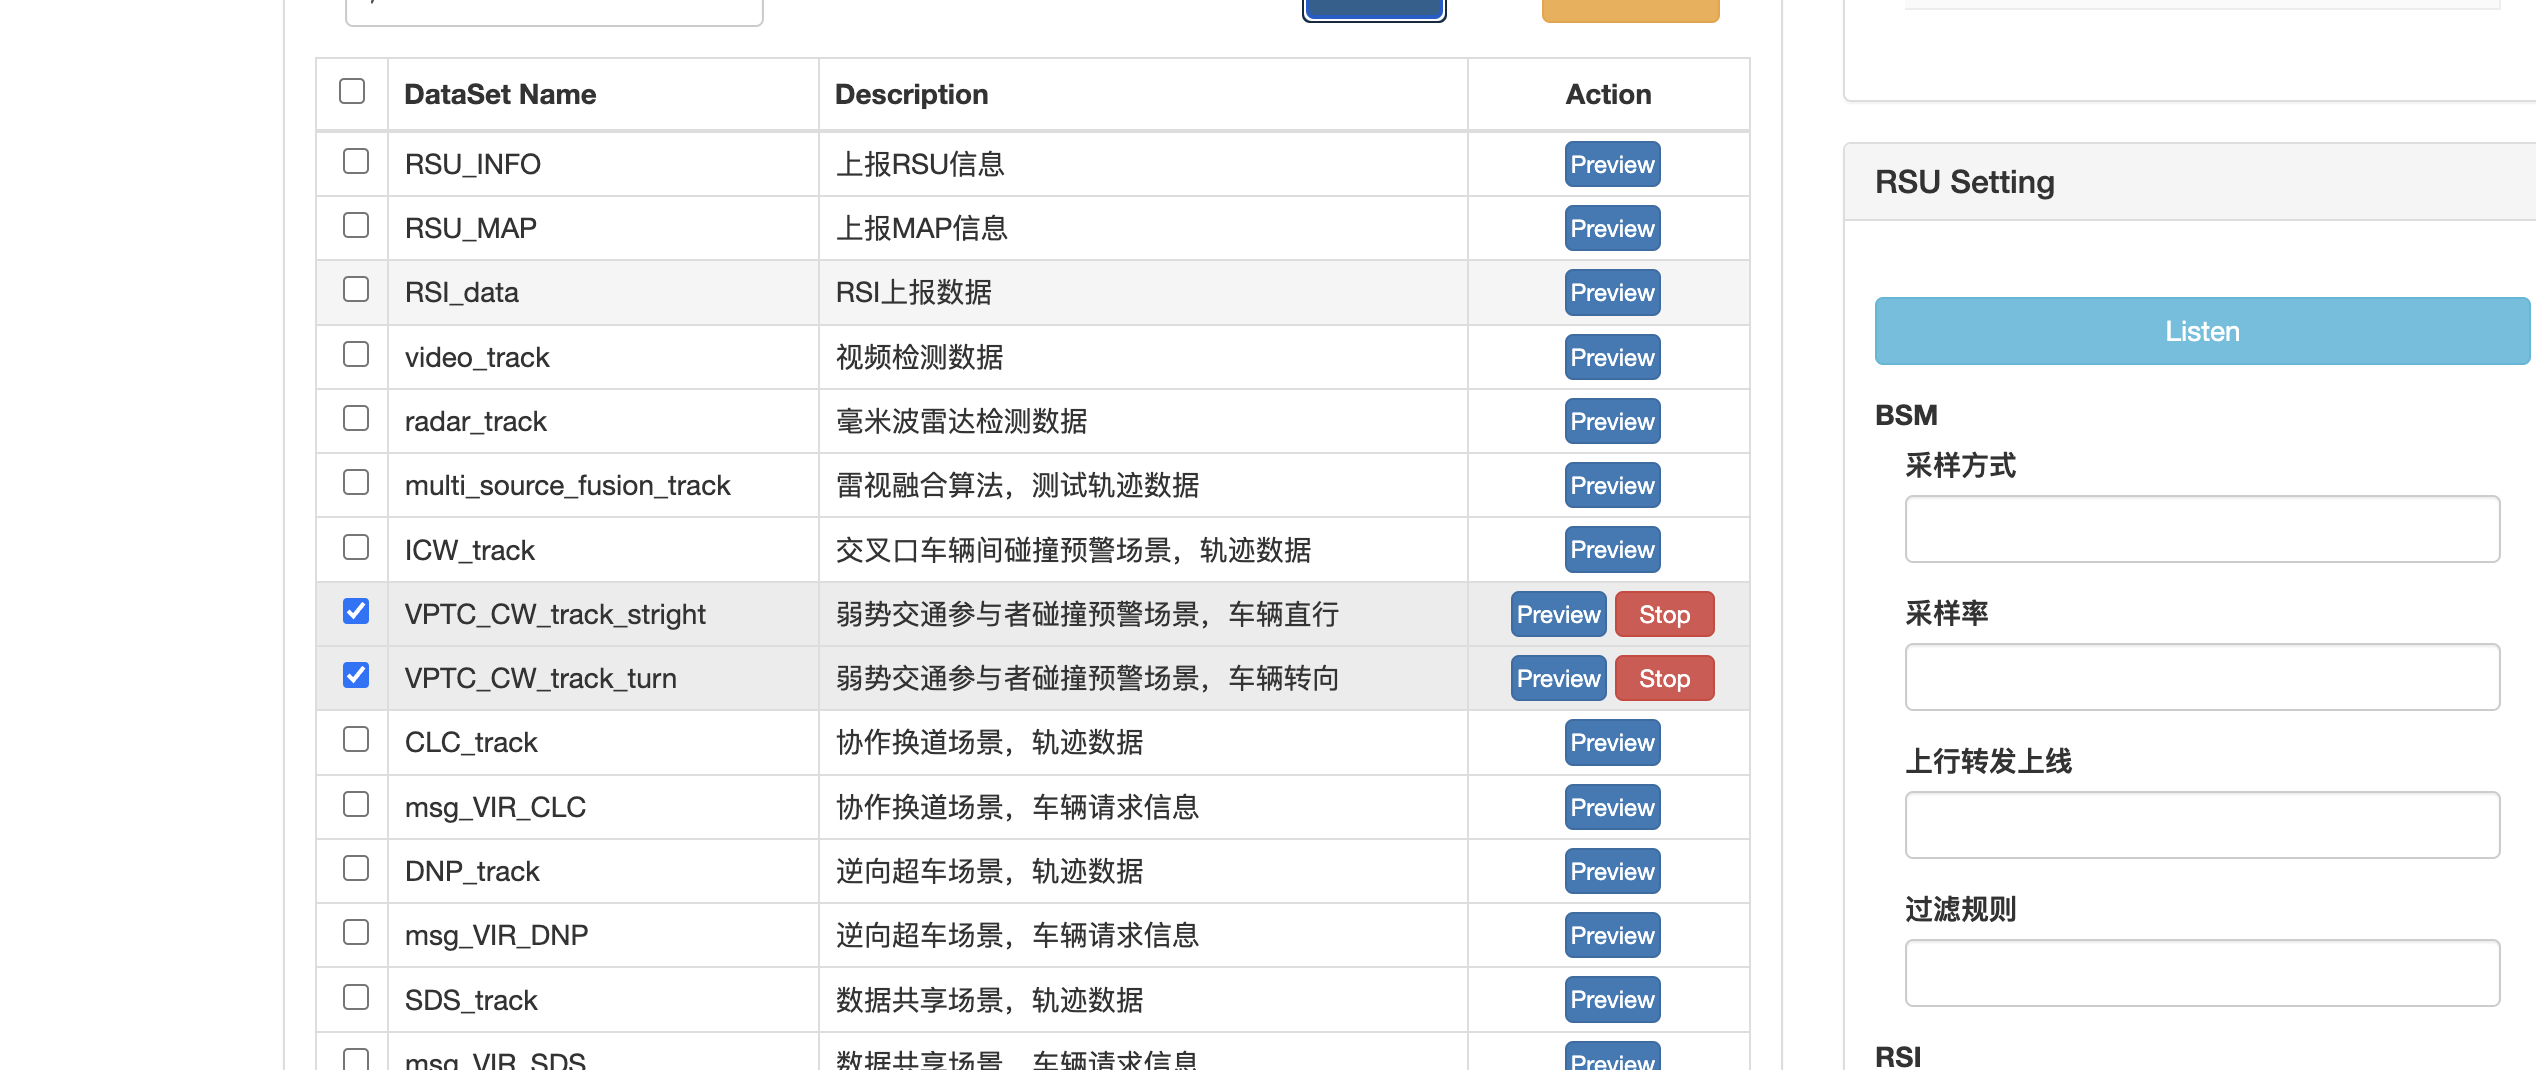 DataSet Name Description Action
RSU_INFO 上报RSU信息 Preview
RSU_MAP 上报MAP信息 Preview
RSI_data RSI上报数据 Preview
video_track 视频检测数据 Preview
radar_track 毫米波雷达检测数据 Preview
multi_source_fusion_track 雷视融合算法，测试轨迹数据 Preview
ICW_track 交叉口车辆间碰撞预警场景，轨迹数据 Preview
VPTC_CW_track_stright 弱势交通参与者碰撞预警场景，车辆直行 Preview Stop
VPTC_CW_track_turn 弱势交通参与者碰撞预警场景，车辆转向 Preview Stop
CLC_track 协作换道场景，轨迹数据 Preview
msg_VIR_CLC 协作换道场景，车辆请求信息 Preview
DNP_track 逆向超车场景，轨迹数据 Preview
msg_VIR_DNP 逆向超车场景，车辆请求信息 Preview
SDS_track 数据共享场景，轨迹数据 Preview
msg_VIR_SDS 数据共享场景，车辆请求信息 Preview
RSU Setting
Listen
BSM
采样方式
采样率
上行转发上线
过滤规则
RSI